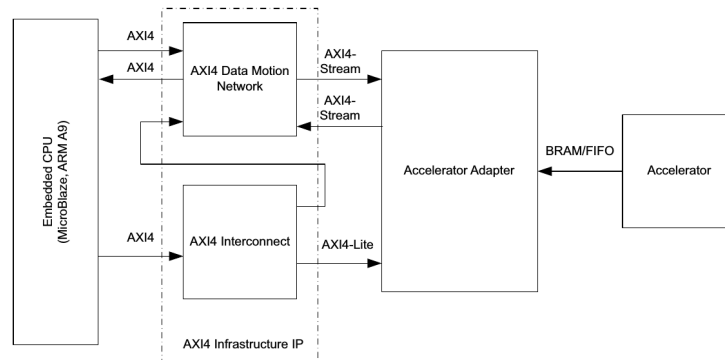 AXI4
AXI4
AXI4 Data Motion
Network
AXI4-
Stream
AXI4-
Stream
Embedded CPU
(MicroBlaze, ARM A9)
Accelerator Adapter
BRAM/FIFO
Accelerator
AXI4
AXI4 Interconnect
AXI4-Lite
AXI4 Infrastructure IP